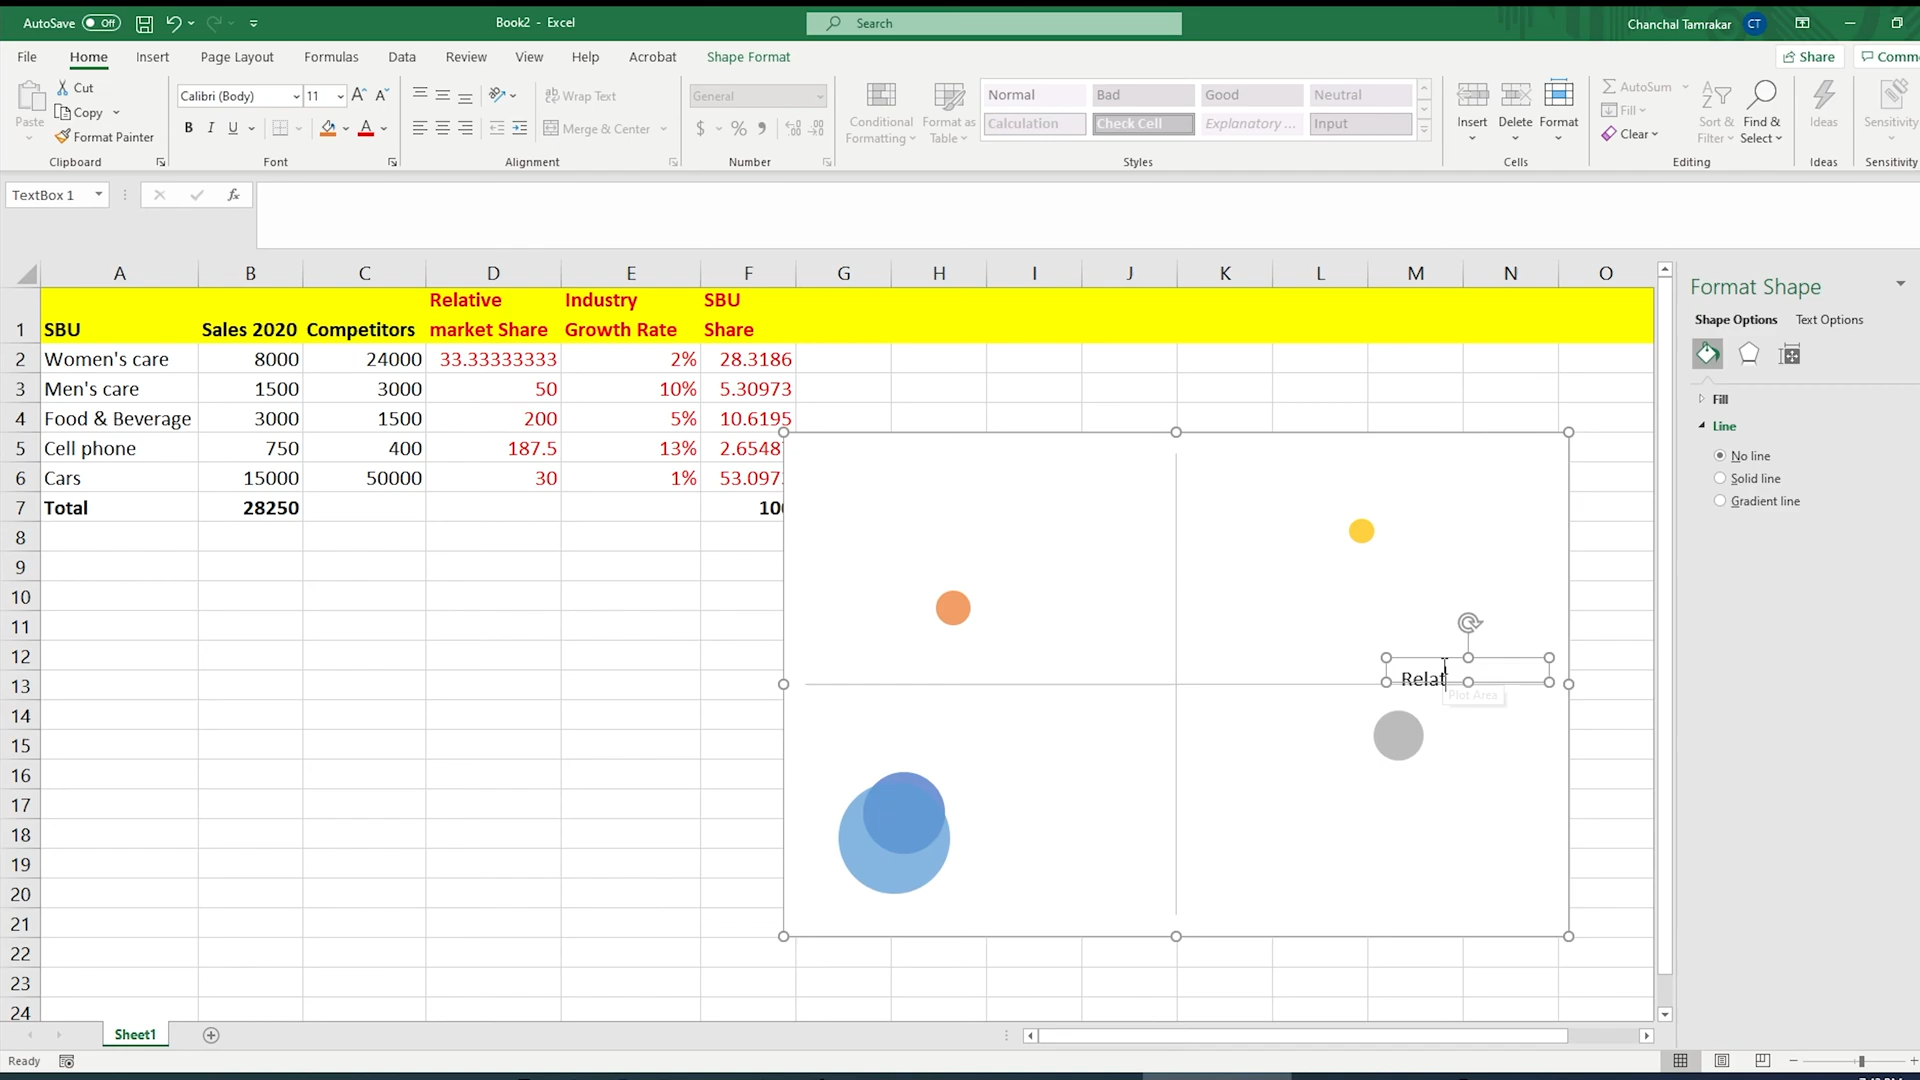 AutoSave Off Book2 - Excel Search Chanchal Tamrakar CT
File Home Insert Page Layout Formulas Data Review View Help Acrobat Shape Format Share Comme
Paste Cut Copy Format Painter Clipboard
Calibri (Body) 11 B I U Font
Wrap Text Merge & Center Alignment
General $ % Number
Conditional Formatting Format as Table
Normal Bad Good Neutral
Calculation Check Cell Explanatory ... Input
Styles
Insert Delete Format Cells
AutoSum Fill Clear Sort & Filter Find & Select Editing
Ideas Ideas
Sensitivity Sensitivity
TextBox 1 fx
A B C D E F G H I J K L M N O
1 SBU Sales 2020 Competitors Relative market Share Industry Growth Rate SBU Share
2 Women's care 8000 24000 33.33333333 2% 28.3186
3 Men's care 1500 3000 50 10% 5.30973
4 Food & Beverage 3000 1500 200 5% 10.6195
5 Cell phone 750 400 187.5 13% 2.6548
6 Cars 15000 50000 30 1% 53.097
7 Total 28250 10
8
9
10
11
12
13
14
15
16
17
18
19
20
21
22
23
24
Relat
Plot Area
Format Shape
Shape Options Text Options
Fill
Line
No line
Solid line
Gradient line
Sheet1
Ready